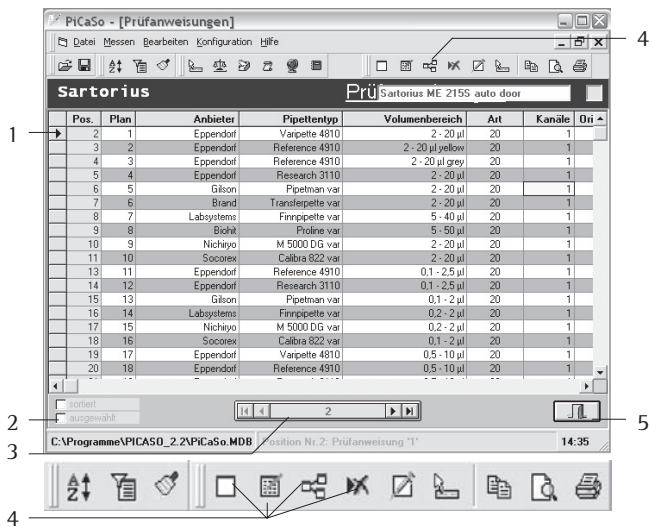 PiCaSo - [Prüfanweisungen]
Datei Messen Bearbeiten Konfiguration Hilfe
4
Sartorius Prü Sartorius ME 215S auto door
Pos. Plan Anbieter Pipettentyp Volumenbereich Art Kanäle Ori
1
2 1 Eppendorf Varipette 4810 2 - 20 µl 20 1
3 2 Eppendorf Reference 4910 2 - 20 µl yellow 20 1
4 3 Eppendorf Reference 4910 2 - 20 µl grey 20 1
5 4 Eppendorf Research 3110 2 - 20 µl 20 1
6 5 Gilson Pipetman var 2 - 20 µl 20 1
7 6 Brand Transferpette var 2 - 20 µl 20 1
8 7 Labsystems Finnpipette var 5 - 40 µl 20 1
9 8 Biohit Proline var 5 - 50 µl 20 1
10 9 Nichiryo M 5000 DG var 2 - 20 µl 20 1
11 10 Socorex Calibra 822 var 2 - 20 µl 20 1
13 11 Eppendorf Reference 4910 0,1 - 2,5 µl 20 1
14 12 Eppendorf Research 3110 0,1 - 2,5 µl 20 1
15 13 Gilson Pipetman var 0,1 - 2 µl 20 1
16 14 Labsystems Finnpipette var 0,2 - 2 µl 20 1
17 15 Nichiryo M 5000 DG var 0,2 - 2 µl 20 1
18 16 Socorex Calibra 822 var 0,1 - 2 µl 20 1
19 17 Eppendorf Varipette 4810 0,5 - 10 µl 20 1
20 18 Eppendorf Reference 4910 0,5 - 10 µl 20 1
sortiert
2
ausgewählt
2
5
3
C:\Programme\PICASO_2.2\PiCaSo.MDB Position Nr.2: Prüfanweisung '1' 14:35
4